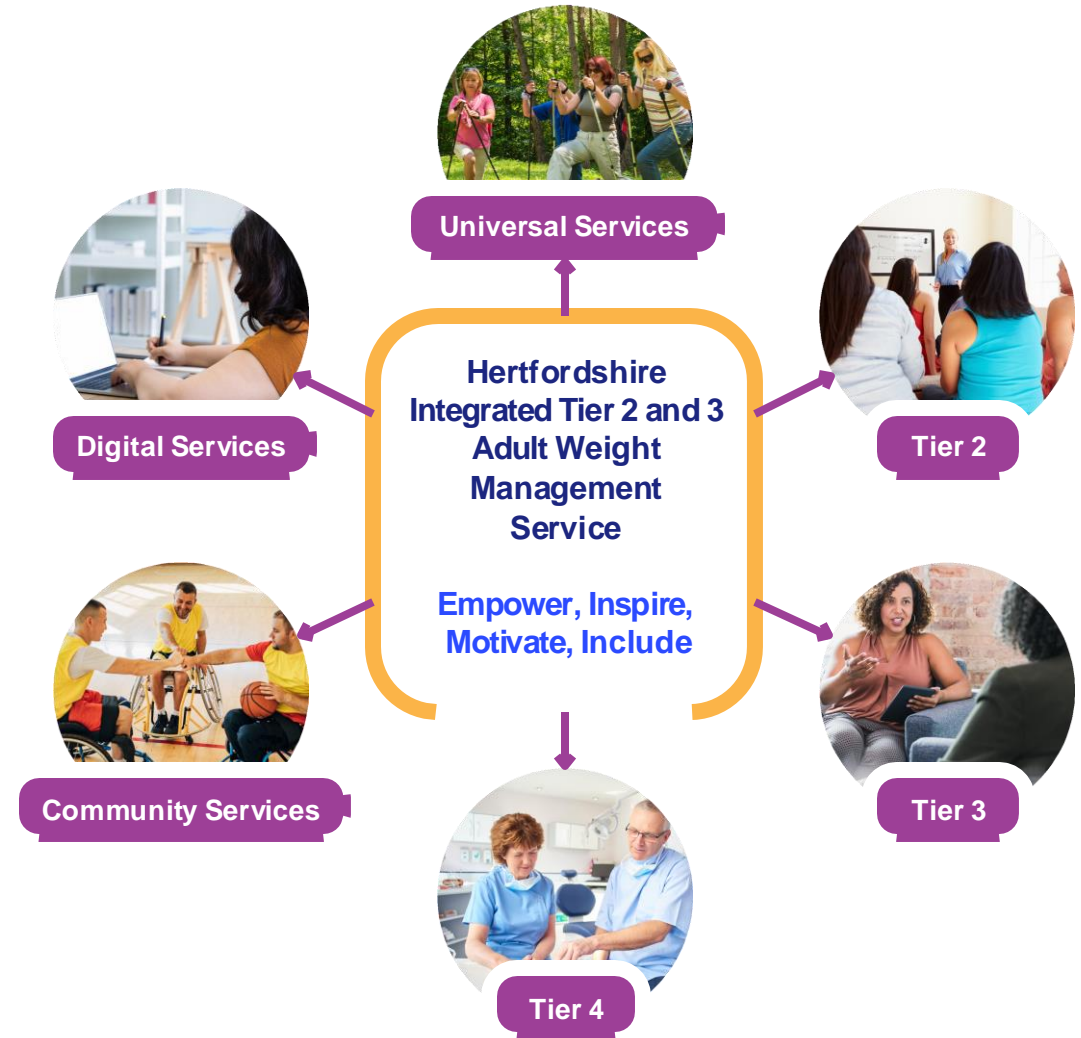 Universal Services
Hertfordshire
Integrated Tier 2 and 3
Adult Weight
Management
Service
Empower, Inspire,
Motivate, Include
Digital Services
Tier 2
Community Services
Tier 3
Tier 4